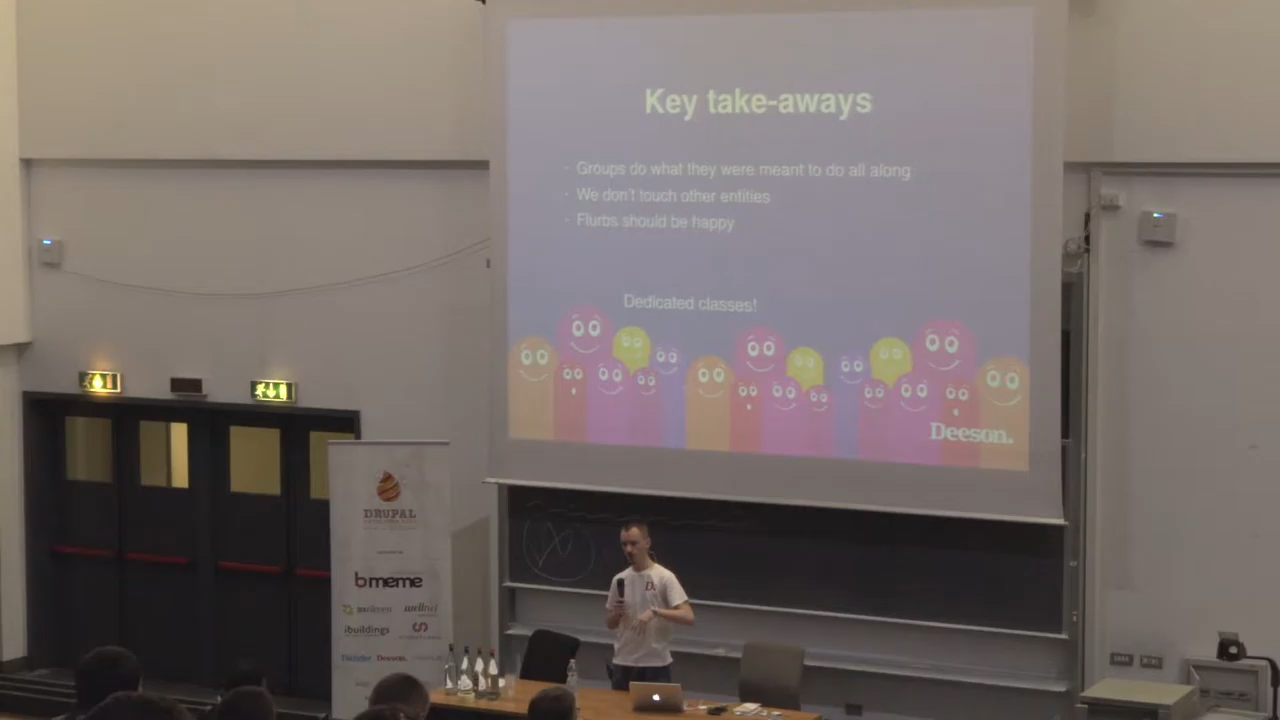 Key take-aways
- Groups do what they were meant to do all along
- We don't touch other entities
- Flurbs should be happy
Dedicated classes!
Deeson.
DRUPAL
bmeme
wellnet
ibuildings
Deeson.
D.